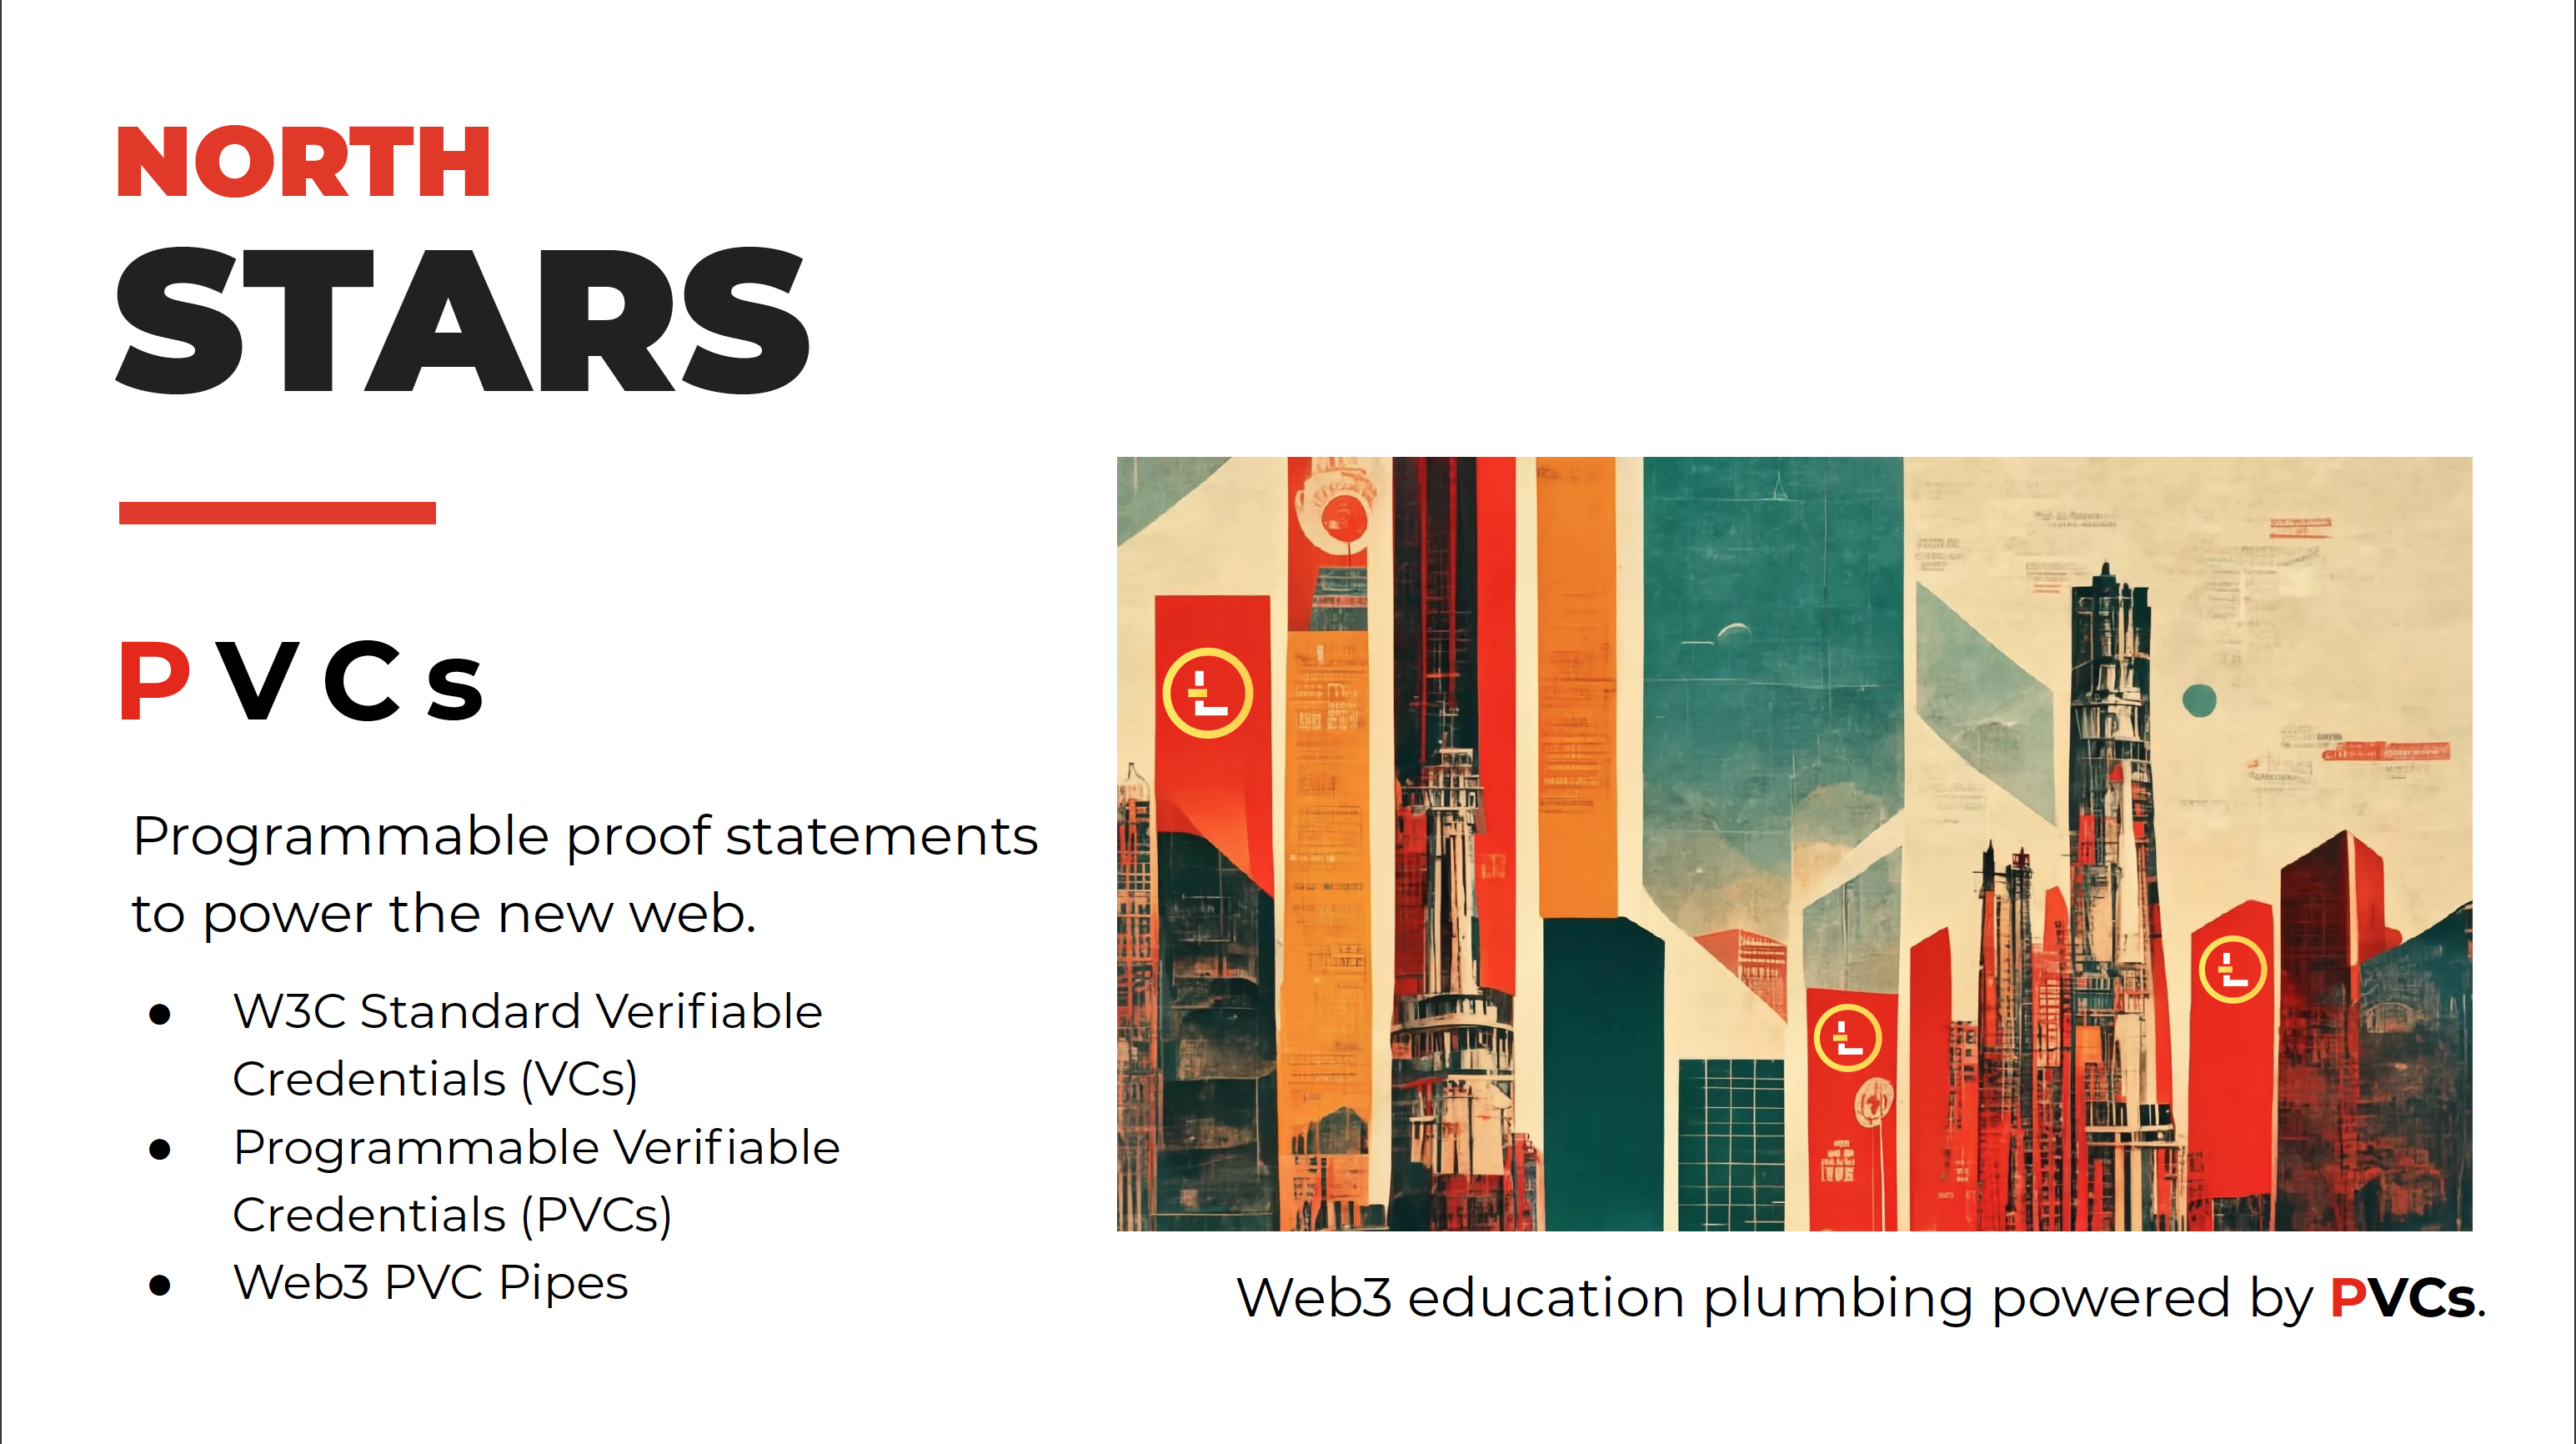 NORTH
STARS
PVCs
Programmable proof statements
to power the new web.
● W3C Standard Verifiable
Credentials (VCs)
● Programmable Verifiable
Credentials (PVCs)
● Web3 PVC Pipes
Web3 education plumbing powered by PVCs.